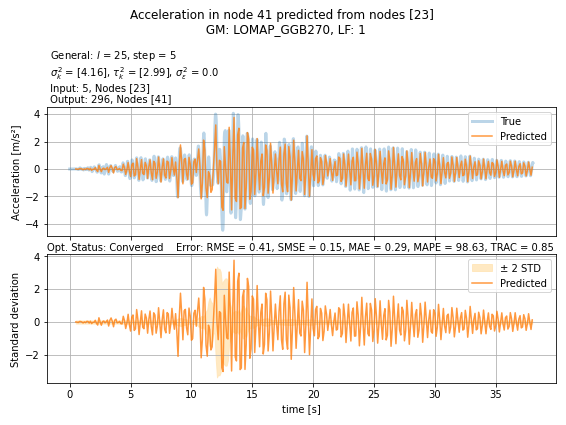 Acceleration in node 41 predicted from nodes [23]
GM: LOMAP_GGB270, LF: 1
General: l = 25, step = 5
σ²ₖ = [4.16], τ²ₖ = [2.99], σ²ε = 0.0
Input: 5, Nodes [23]
Output: 296, Nodes [41]
4
2
0
−2
−4
Acceleration [m/s²]
True
Predicted
Opt. Status: Converged    Error: RMSE = 0.41, SMSE = 0.15, MAE = 0.29, MAPE = 98.63, TRAC = 0.85
4
2
0
−2
Standard deviation
± 2 STD
Predicted
0 5 10 15 20 25 30 35
time [s]